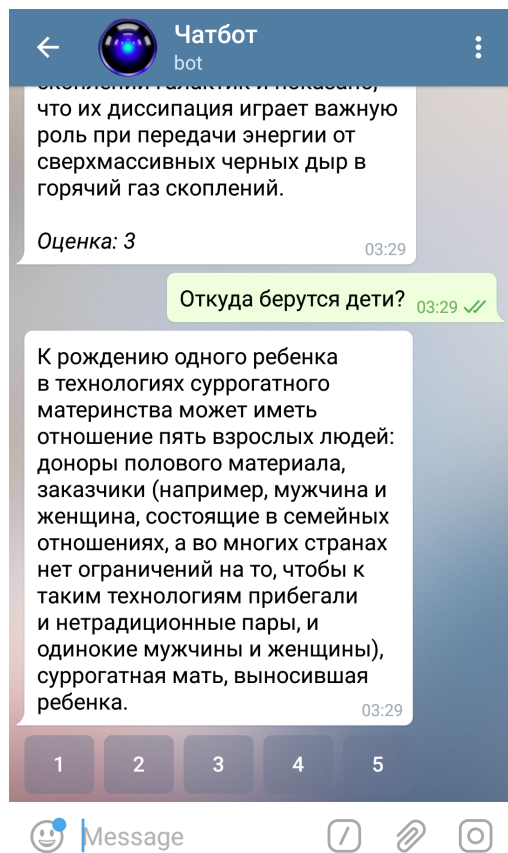 Чатбот
bot
скоплений галактик и показано,
что их диссипация играет важную
роль при передачи энергии от
сверхмассивных черных дыр в
горячий газ скоплений.
Оценка: 3
03:29
Откуда берутся дети?
03:29
К рождению одного ребенка
в технологиях суррогатного
материнства может иметь
отношение пять взрослых людей:
доноры полового материала,
заказчики (например, мужчина и
женщина, состоящие в семейных
отношениях, а во многих странах
нет ограничений на то, чтобы к
таким технологиям прибегали
и нетрадиционные пары, и
одинокие мужчины и женщины),
суррогатная мать, выносившая
ребенка.
03:29
1 2 3 4 5
Message